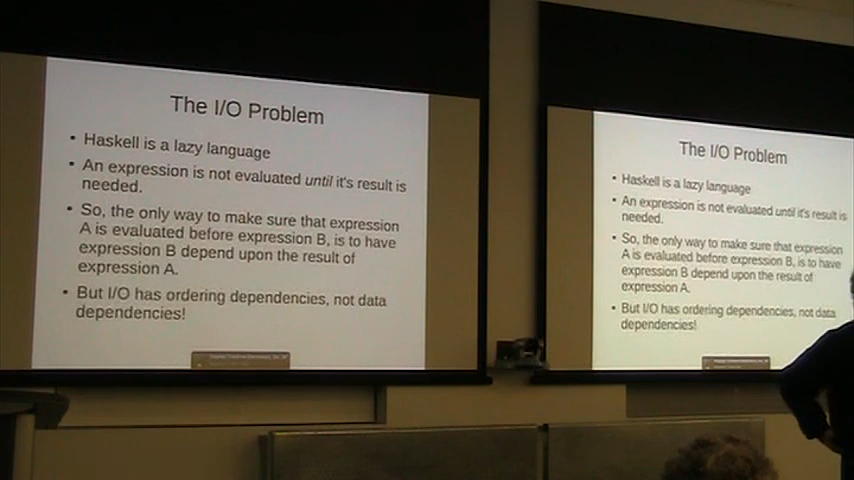 The I/O Problem
• Haskell is a lazy language
• An expression is not evaluated until it's result is
needed.
• So, the only way to make sure that expression
A is evaluated before expression B, is to have
expression B depend upon the result of
expression A.
• But I/O has ordering dependencies, not data
dependencies!
The I/O Problem
• Haskell is a lazy language
• An expression is not evaluated until it's result is
needed.
• So, the only way to make sure that expression
A is evaluated before expression B, is to have
expression B depend upon the result of
expression A.
• But I/O has ordering dependencies, not data
dependencies!